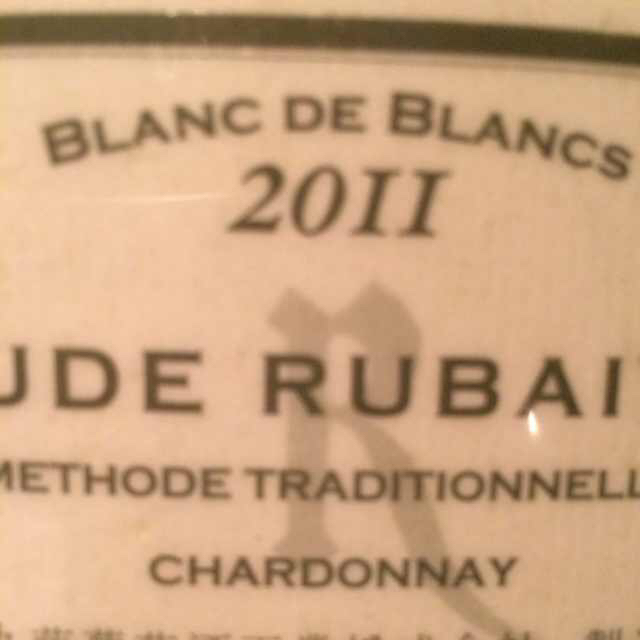 BLANC DE BLANCS
2011
UDE RUBAI
METHODE TRADITIONNELL
CHARDONNAY